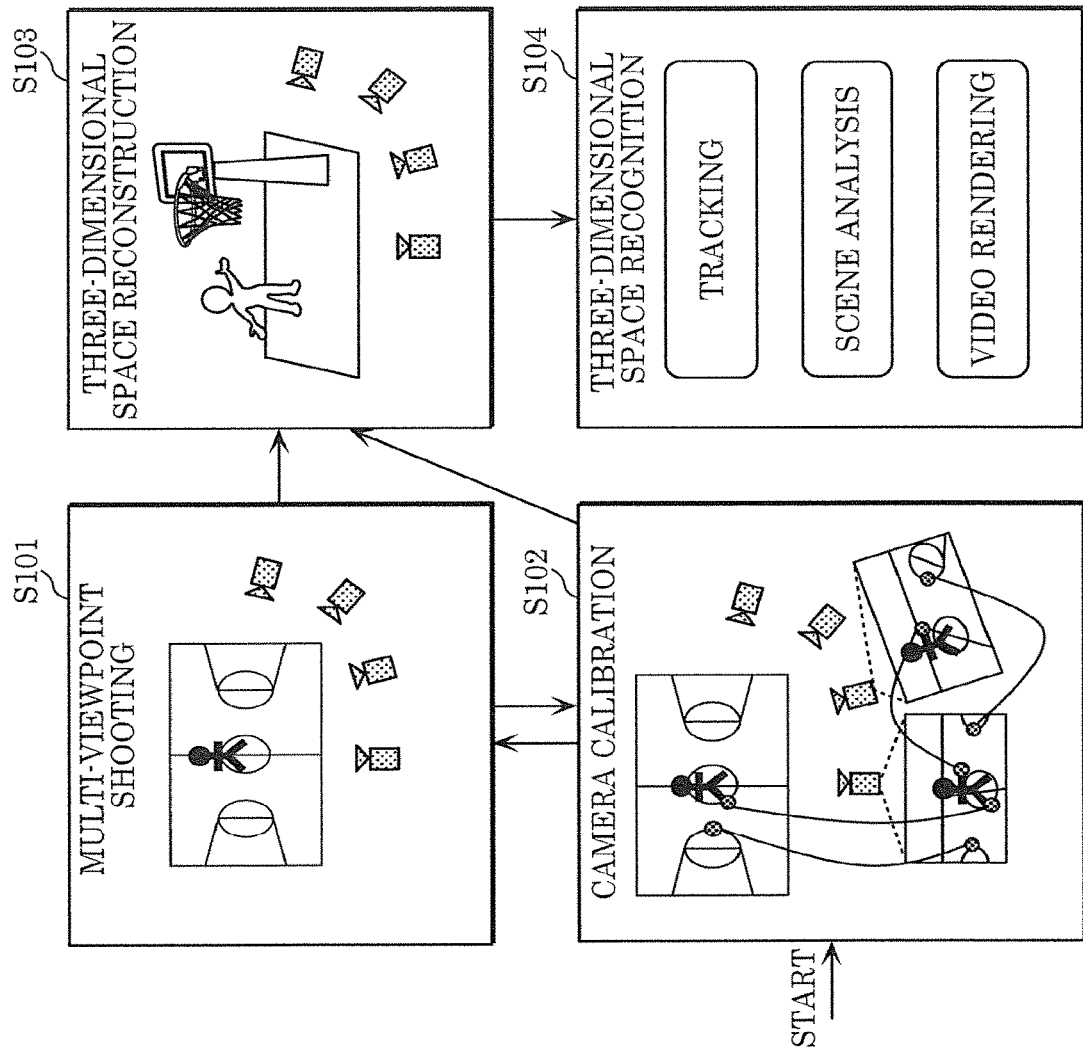 S101
MULTI-VIEWPOINT
SHOOTING
S103
THREE-DIMENSIONAL
SPACE RECONSTRUCTION
START
S102
CAMERA CALIBRATION
S104
THREE-DIMENSIONAL
SPACE RECOGNITION
TRACKING
SCENE ANALYSIS
VIDEO RENDERING